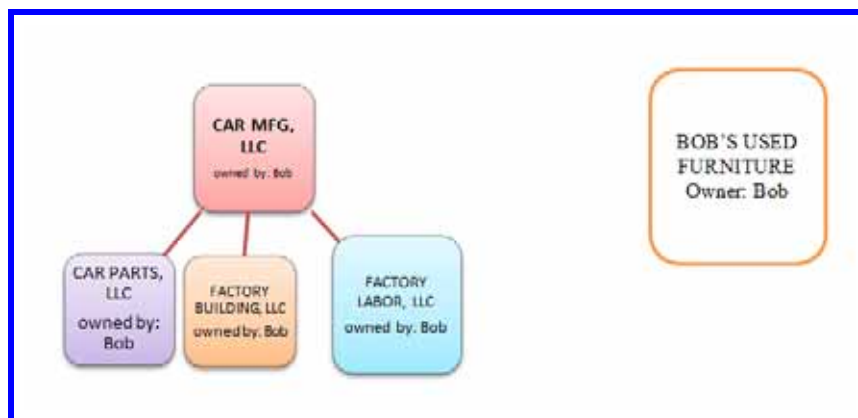 CAR MFG,
LLC
owned by: Bob
CAR PARTS,
LLC
owned by:
Bob
FACTORY
BUILDING, LLC
owned by: Bob
FACTORY
LABOR, LLC
owned by: Bob
BOB'S USED
FURNITURE
Owner: Bob